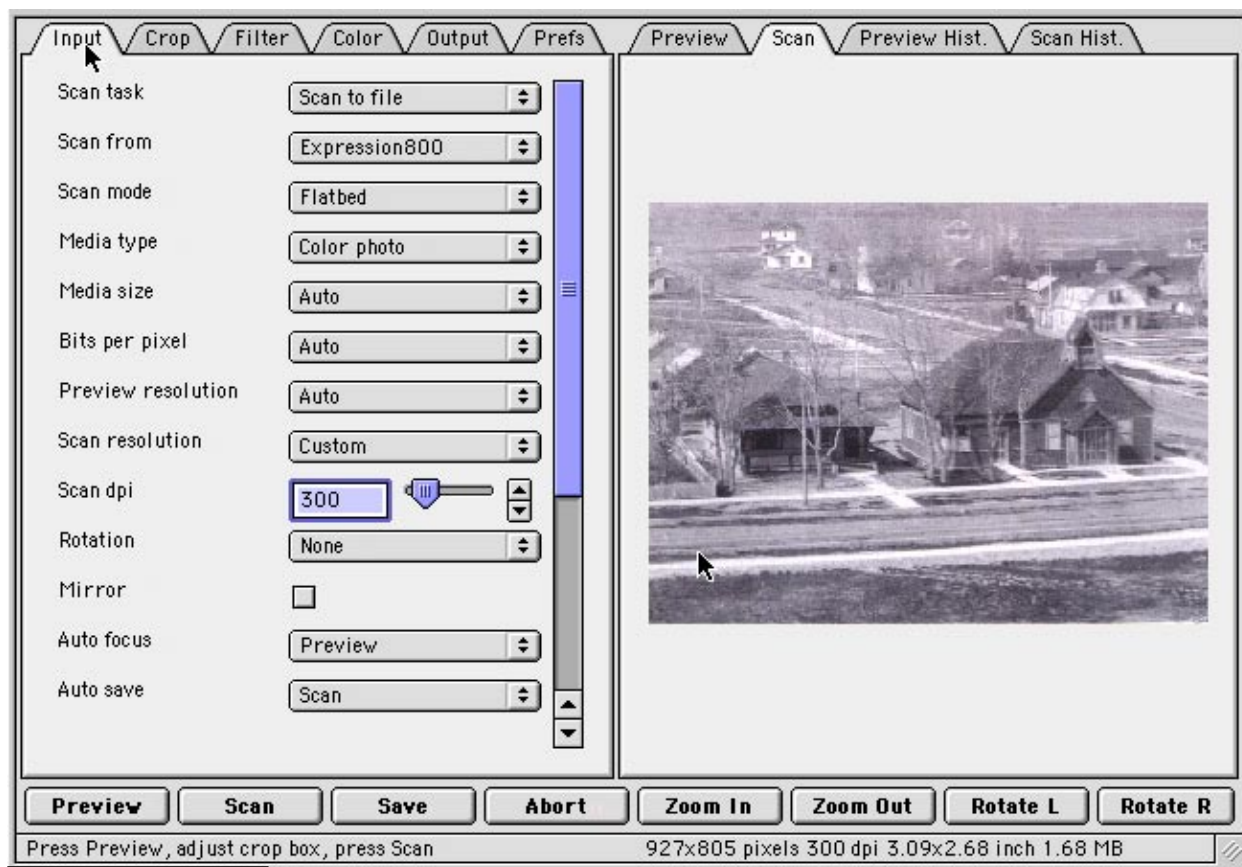 Input Crop Filter Color Output Prefs
Preview Scan Preview Hist. Scan Hist.
Scan task Scan to file
Scan from Expression800
Scan mode Flatbed
Media type Color photo
Media size Auto
Bits per pixel Auto
Preview resolution Auto
Scan resolution Custom
Scan dpi 300
Rotation None
Mirror
Auto focus Preview
Auto save Scan
Preview Scan Save Abort Zoom In Zoom Out Rotate L Rotate R
Press Preview, adjust crop box, press Scan
927x805 pixels 300 dpi 3.09x2.68 inch 1.68 MB